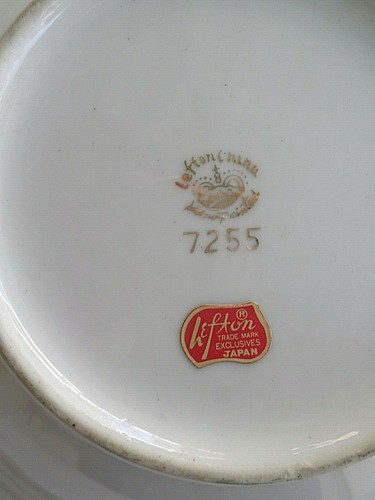 Lefton China
7255
Lefton ®
TRADE MARK
EXCLUSIVES
JAPAN